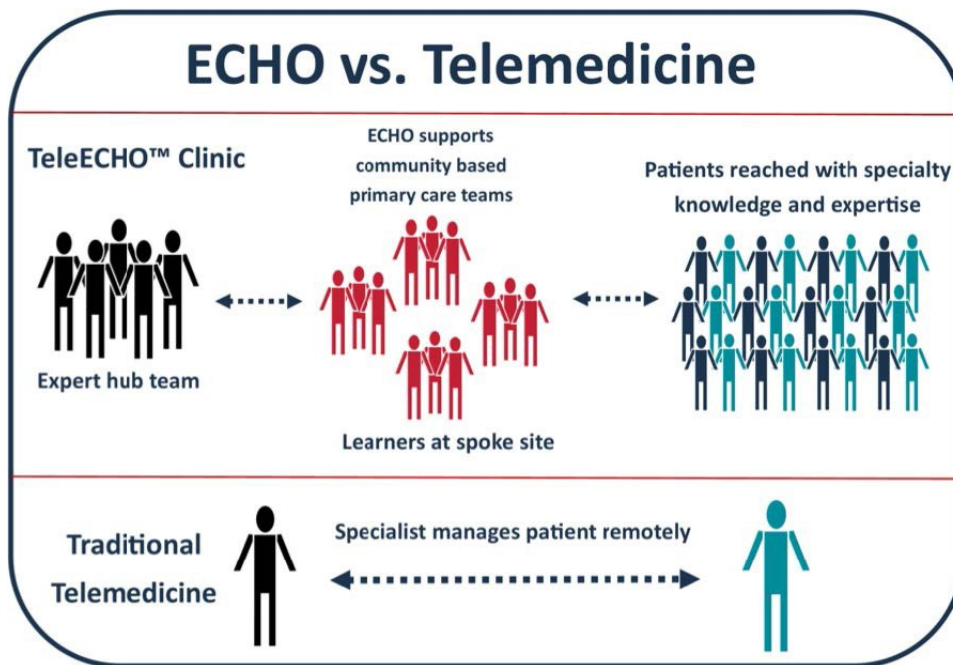 ECHO vs. Telemedicine
TeleECHO™ Clinic
ECHO supports
community based
primary care teams
Patients reached with specialty
knowledge and expertise
Expert hub team
Learners at spoke site
Traditional
Telemedicine
Specialist manages patient remotely